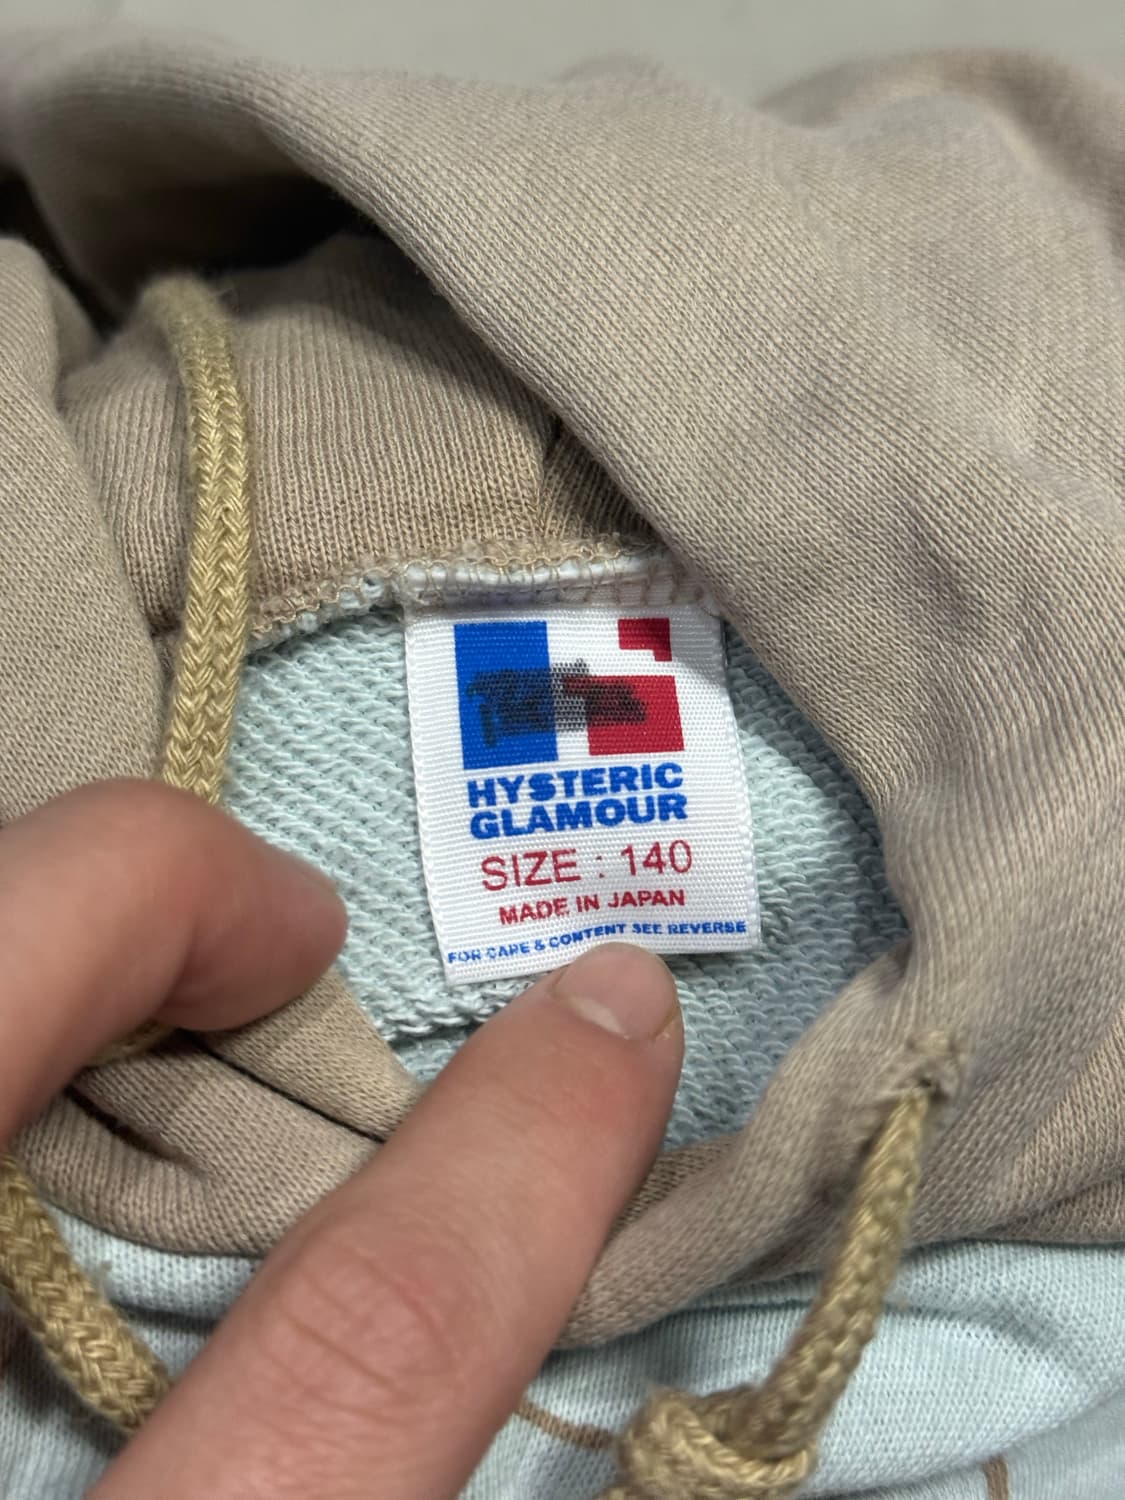 HYSTERIC
GLAMOUR
SIZE : 140
MADE IN JAPAN
FOR CARE & CONTENT SEE REVERSE